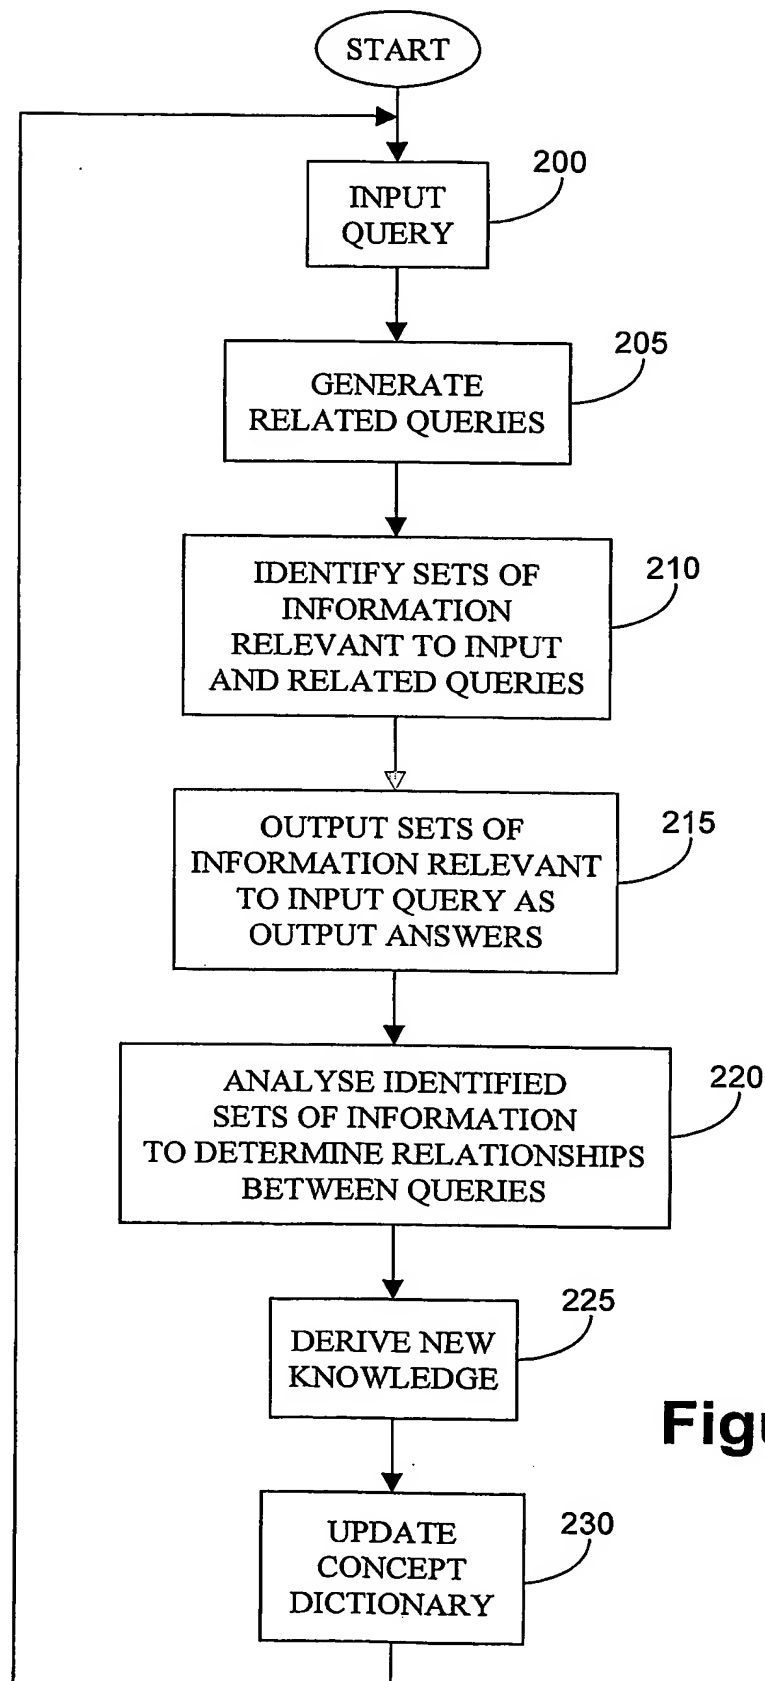 START
200
INPUT
QUERY
205
GENERATE
RELATED QUERIES
210
IDENTIFY SETS OF
INFORMATION
RELEVANT TO INPUT
AND RELATED QUERIES
215
OUTPUT SETS OF
INFORMATION RELEVANT
TO INPUT QUERY AS
OUTPUT ANSWERS
220
ANALYSE IDENTIFIED
SETS OF INFORMATION
TO DETERMINE RELATIONSHIPS
BETWEEN QUERIES
225
DERIVE NEW
KNOWLEDGE
230
UPDATE
CONCEPT
DICTIONARY